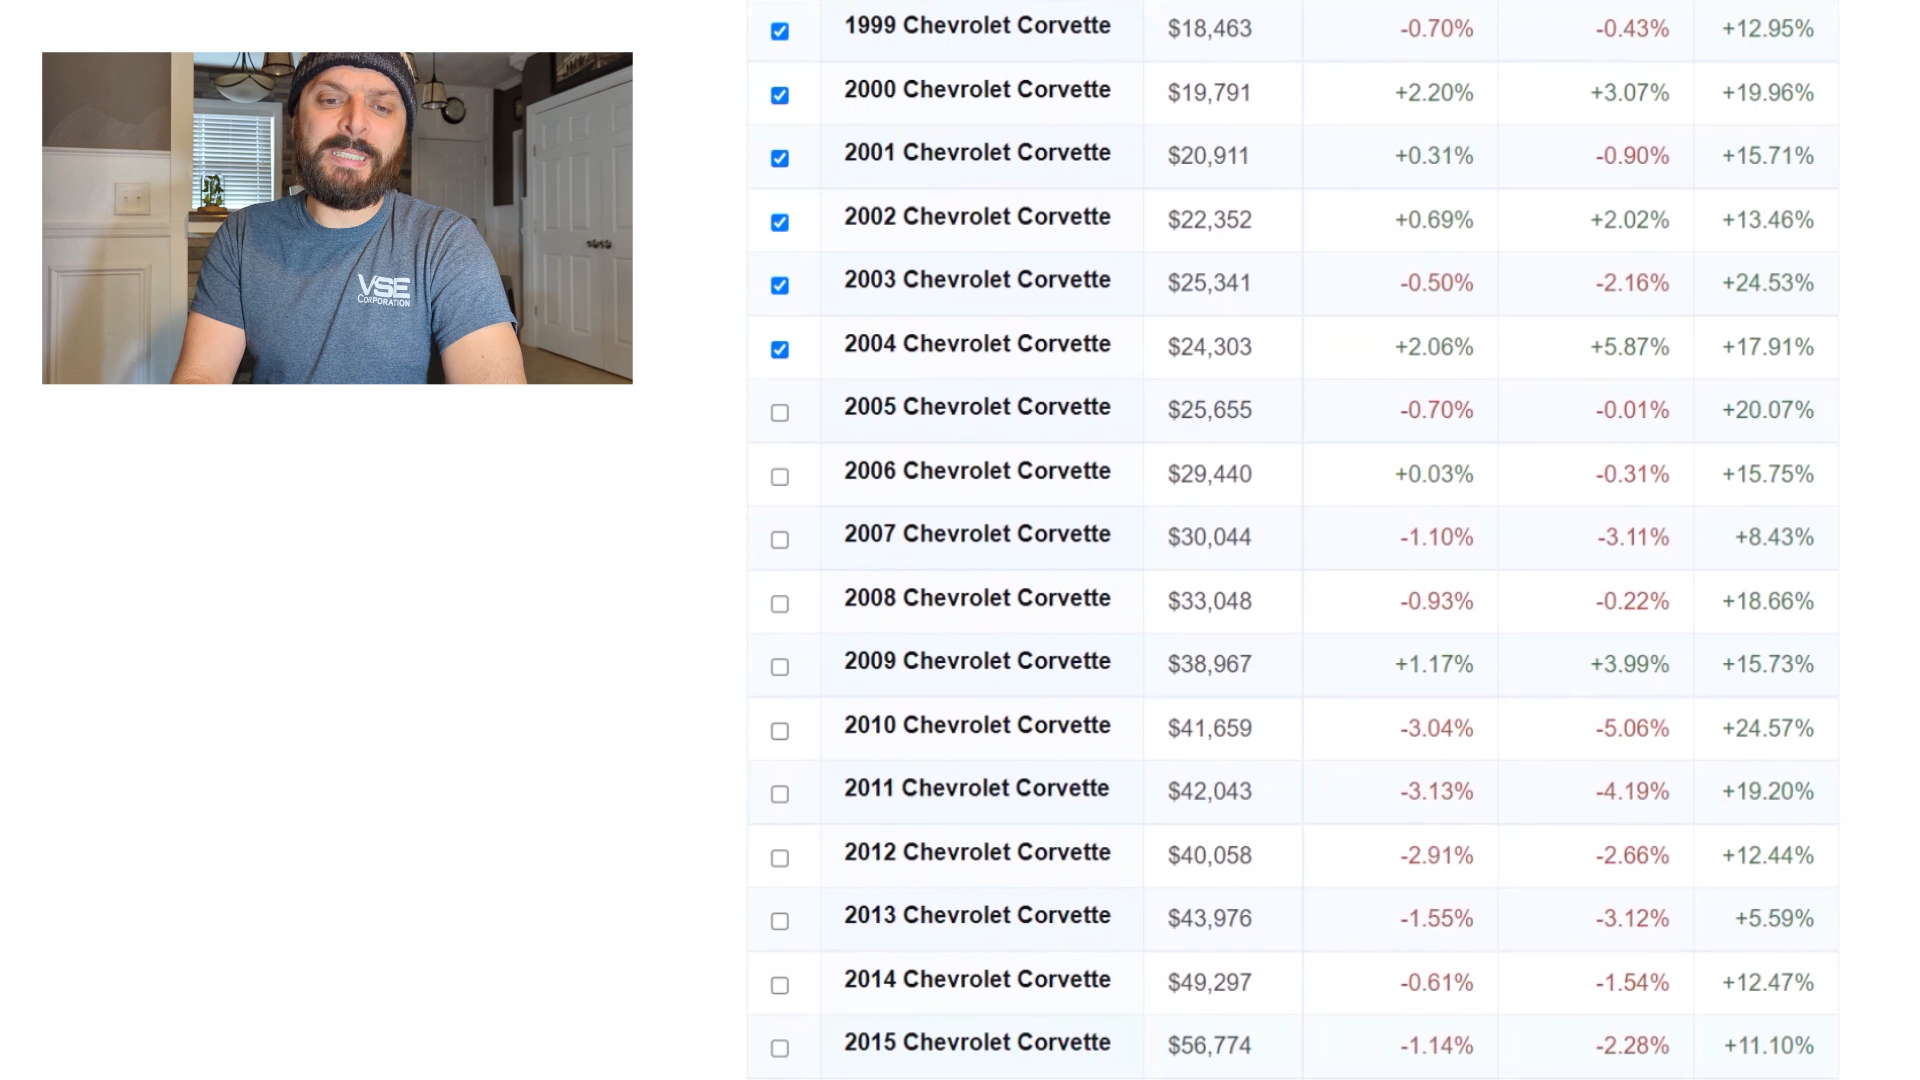 VSE
CORPORATION
1999 Chevrolet Corvette $18,463 -0.70% -0.43% +12.95%
2000 Chevrolet Corvette $19,791 +2.20% +3.07% +19.96%
2001 Chevrolet Corvette $20,911 +0.31% -0.90% +15.71%
2002 Chevrolet Corvette $22,352 +0.69% +2.02% +13.46%
2003 Chevrolet Corvette $25,341 -0.50% -2.16% +24.53%
2004 Chevrolet Corvette $24,303 +2.06% +5.87% +17.91%
2005 Chevrolet Corvette $25,655 -0.70% -0.01% +20.07%
2006 Chevrolet Corvette $29,440 +0.03% -0.31% +15.75%
2007 Chevrolet Corvette $30,044 -1.10% -3.11% +8.43%
2008 Chevrolet Corvette $33,048 -0.93% -0.22% +18.66%
2009 Chevrolet Corvette $38,967 +1.17% +3.99% +15.73%
2010 Chevrolet Corvette $41,659 -3.04% -5.06% +24.57%
2011 Chevrolet Corvette $42,043 -3.13% -4.19% +19.20%
2012 Chevrolet Corvette $40,058 -2.91% -2.66% +12.44%
2013 Chevrolet Corvette $43,976 -1.55% -3.12% +5.59%
2014 Chevrolet Corvette $49,297 -0.61% -1.54% +12.47%
2015 Chevrolet Corvette $56,774 -1.14% -2.28% +11.10%